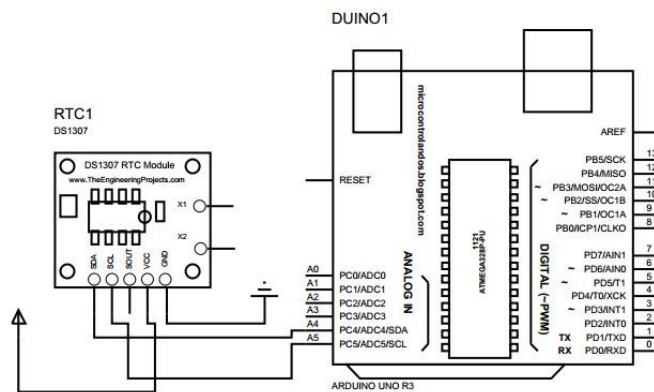 DUINO1
RTC1
DS1307
DS1307 RTC Module
www.TheEngineeringProjects.com
X1
X2
SDA
SCL
SOUT
VCC
GND
microcontrolandos.blogspot.com
RESET
AREF
1121
ATMEGA328P-PU
ANALOG IN
DIGITAL (~PWM)
13
PB5/SCK
12
PB4/MISO
11
~ PB3/MOSI/OC2A
10
~ PB2/SS/OC1B
9
~ PB1/OC1A
8
PB0/ICP1/CLKO
7
PD7/AIN1
6
~ PD6/AIN0
5
~ PD5/T1
4
PD4/T0/XCK
3
~ PD3/INT1
2
PD2/INT0
1
TX PD1/TXD
0
RX PD0/RXD
A0
PC0/ADC0
A1
PC1/ADC1
A2
PC2/ADC2
A3
PC3/ADC3
A4
PC4/ADC4/SDA
A5
PC5/ADC5/SCL
ARDUINO UNO R3